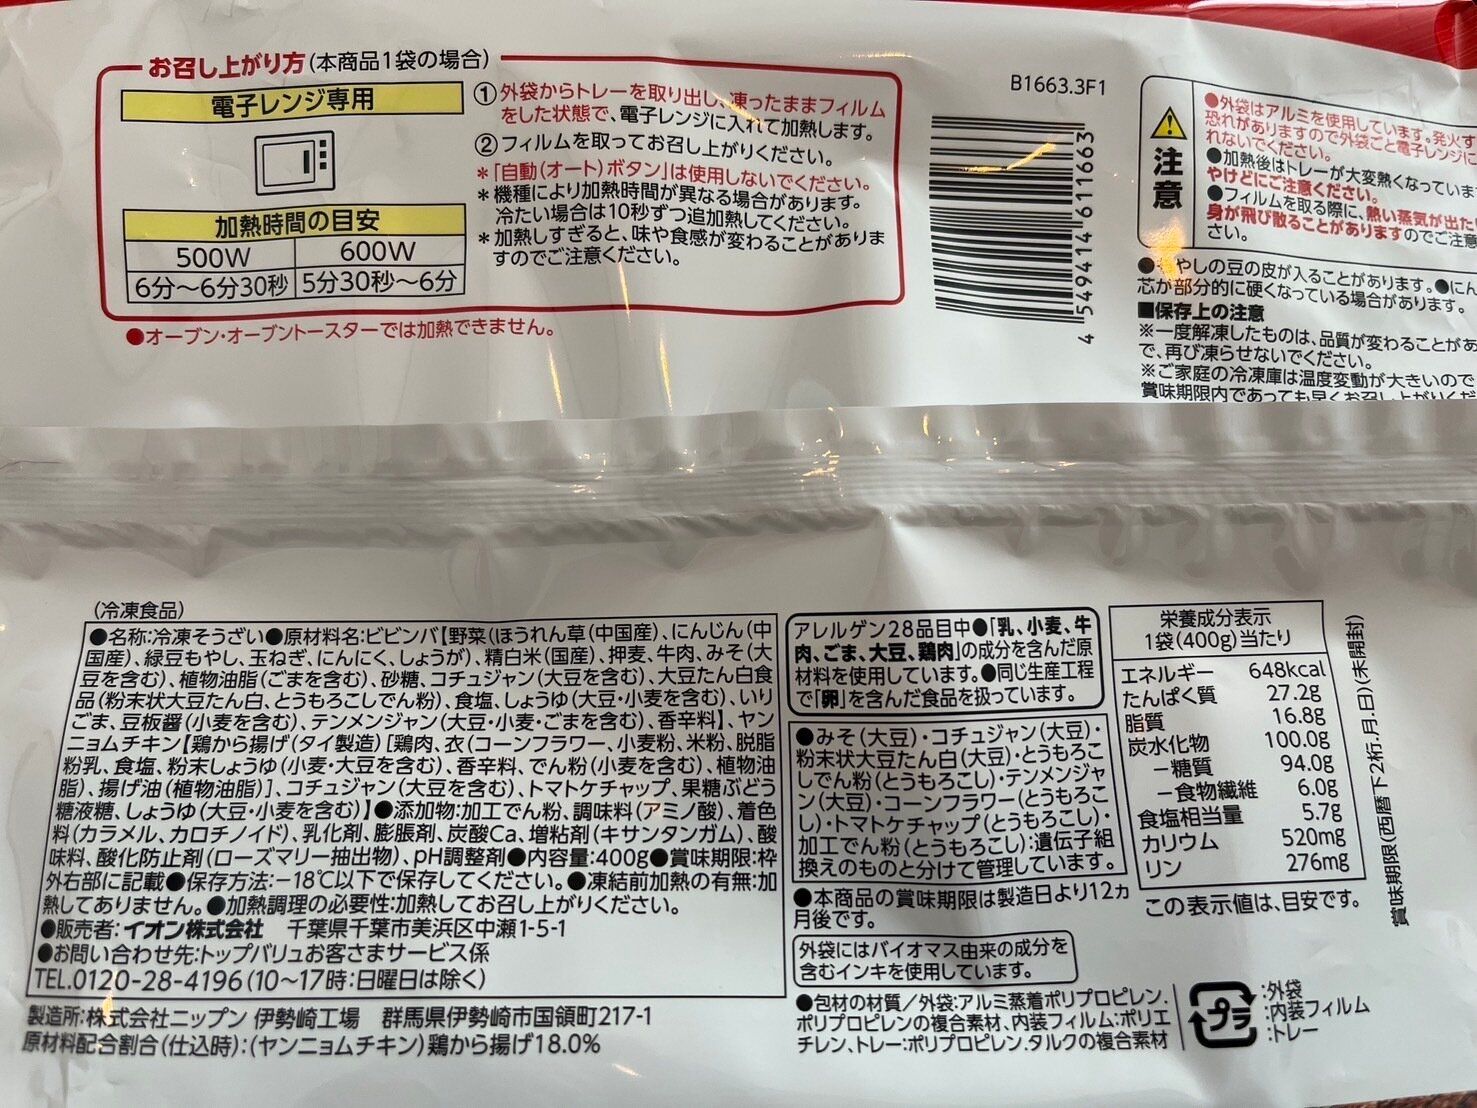 お召し上がり方(本商品1袋の場合)
電子レンジ専用
加熱時間の目安
500W 600W
6分～6分30秒 5分30秒～6分
①外袋からトレーを取り出し、凍ったままフィルム
をした状態で、電子レンジに入れて加熱します。
②フィルムを取ってお召し上がりください。
*「自動(オート)ボタン」は使用しないでください。
*機種により加熱時間が異なる場合があります。
冷たい場合は10秒ずつ追加熱してください。
*加熱しすぎると、味や食感が変わることがありま
すのでご注意ください。
●オーブン・オーブントースターでは加熱できません。
B1663.3F1
4 549414 611663
注意
●外袋はアルミを使用しています。発火す
恐れがありますので外袋ごと電子レンジに
れないでください。
●加熱後はトレーが大変熱くなっていま
やけどにご注意ください。
●フィルムを取る際に、熱い蒸気が出た
身が飛び散ることがありますのでご注意
さい。
やしの豆の皮が入ることがあります。●にん
芯が部分的に硬くなっている場合があります。
■保存上の注意
※一度解凍したものは、品質が変わることがあ
で、再び凍らせないでください。
※ご家庭の冷凍庫は温度変動が大きいので
賞味期限内であっても早くお召し上がりくだ
(冷凍食品)
●名称:冷凍そうざい●原材料名:ビビンバ【野菜(ほうれん草(中国産)、にんじん(中
国産)、緑豆もやし、玉ねぎ、にんにく、しょうが)、精白米(国産)、押麦、牛肉、みそ(大
豆を含む)、植物油脂(ごまを含む)、砂糖、コチュジャン(大豆を含む)、大豆たん白食
品(粉末状大豆たん白、とうもろこしでん粉)、食塩、しょうゆ(大豆・小麦を含む)、いり
ごま、豆板醤(小麦を含む)、テンメンジャン(大豆・小麦・ごまを含む)、香辛料】、ヤン
ニョムチキン【鶏から揚げ(タイ製造)[鶏肉、衣(コーンフラワー、小麦粉、米粉、脱脂
粉乳、食塩、粉末しょうゆ(小麦・大豆を含む)、香辛料、でん粉(小麦を含む)、植物油
脂)、揚げ油(植物油脂)]、コチュジャン(大豆を含む)、トマトケチャップ、果糖ぶどう
糖液糖、しょうゆ(大豆・小麦を含む)】●添加物:加工でん粉、調味料(アミノ酸)、着色
料(カラメル、カロチノイド)、乳化剤、膨脹剤、炭酸Ca、増粘剤(キサンタンガム)、酸
味料、酸化防止剤(ローズマリー抽出物)、pH調整剤●内容量:400g●賞味期限:枠
外右部に記載●保存方法:-18℃以下で保存してください。●凍結前加熱の有無:加
熱してありません。●加熱調理の必要性:加熱してお召し上がりください。
●販売者:イオン株式会社 千葉県千葉市美浜区中瀬1-5-1
●お問い合わせ先:トップバリュお客さまサービス係
TEL.0120-28-4196(10～17時:日曜日は除く)
製造所:株式会社ニップン 伊勢崎工場 群馬県伊勢崎市国領町217-1
原材料配合割合(仕込時):(ヤンニョムチキン)鶏から揚げ18.0%
アレルゲン28品目中●「乳、小麦、牛
肉、ごま、大豆、鶏肉」の成分を含んだ原
材料を使用しています。●同じ生産工程
で「卵」を含んだ食品を扱っています。
●みそ(大豆)・コチュジャン(大豆)・
粉末状大豆たん白(大豆)・とうもろこ
しでん粉(とうもろこし)・テンメンジャ
ン(大豆)・コーンフラワー(とうもろこ
し)・トマトケチャップ(とうもろこし)・
加工でん粉(とうもろこし):遺伝子組
換えのものと分けて管理しています。
●本商品の賞味期限は製造日より12ヵ
月後です。
外袋にはバイオマス由来の成分を
含むインキを使用しています。
●包材の材質/外袋:アルミ蒸着ポリプロピレン.
ポリプロピレンの複合素材、内装フィルム:ポリエ
チレン、トレー:ポリプロピレン.タルクの複合素材
プラ
:外袋
:内装フィルム
:トレー
栄養成分表示
1袋(400g)当たり
エネルギー 648kcal
たんぱく質 27.2g
脂質 16.8g
炭水化物 100.0g
-糖質 94.0g
-食物繊維 6.0g
食塩相当量 5.7g
カリウム 520mg
リン 276mg
この表示値は、目安です。
賞味期限(西暦下2桁.月.日)(未開封)